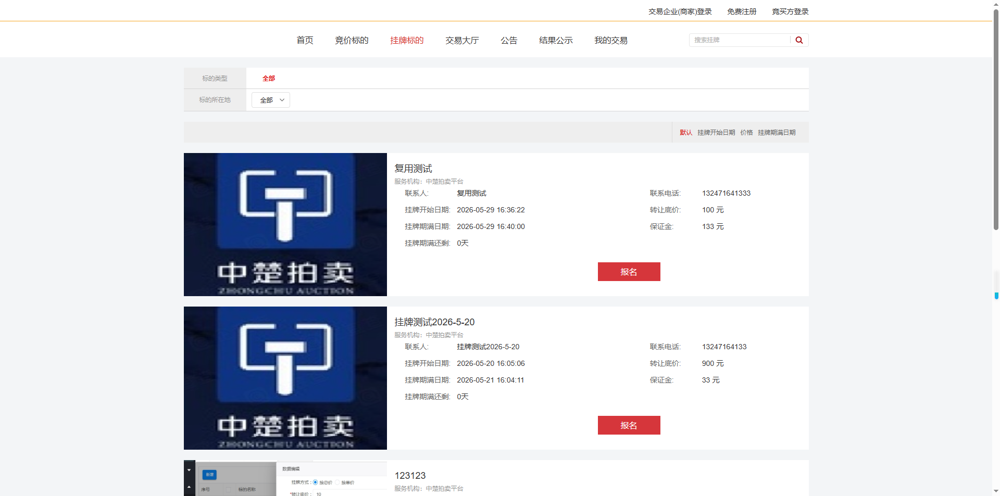 交易企业(商家)登录 免费注册 竞买方登录
首页 竞价标的 挂牌标的 交易大厅 公告 结果公示 我的交易 搜索挂牌
标的类型 全部
标的所在地 全部
默认 挂牌开始日期 价格 挂牌期满日期
中楚拍卖
ZHONGCHU AUCTION
复用测试
服务机构：中楚拍卖平台
联系人: 复用测试 联系电话: 132471641333
挂牌开始日期: 2026-05-29 16:36:22 转让底价: 100 元
挂牌期满日期: 2026-05-29 16:40:00 保证金: 133 元
挂牌期满还剩: 0天
报名
中楚拍卖
ZHONGCHU AUCTION
挂牌测试2026-5-20
服务机构：中楚拍卖平台
联系人: 挂牌测试2026-5-20 联系电话: 13247164133
挂牌开始日期: 2026-05-20 16:05:06 转让底价: 900 元
挂牌期满日期: 2026-05-21 16:04:11 保证金: 33 元
挂牌期满还剩: 0天
报名
新增
序号 标的名称
数据编辑
挂牌方式： 按总价 按单价
*转让底价： 10
123123
服务机构：中楚拍卖平台